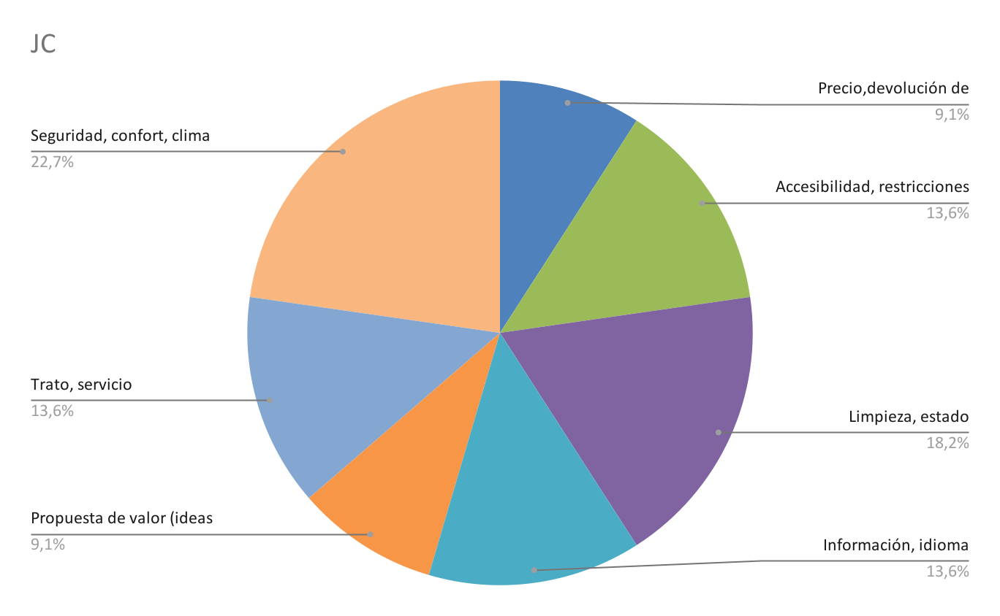 JC
Precio,devolución de
9,1%
Accesibilidad, restricciones
13,6%
Limpieza, estado
18,2%
Información, idioma
13,6%
Propuesta de valor (ideas
9,1%
Trato, servicio
13,6%
Seguridad, confort, clima
22,7%